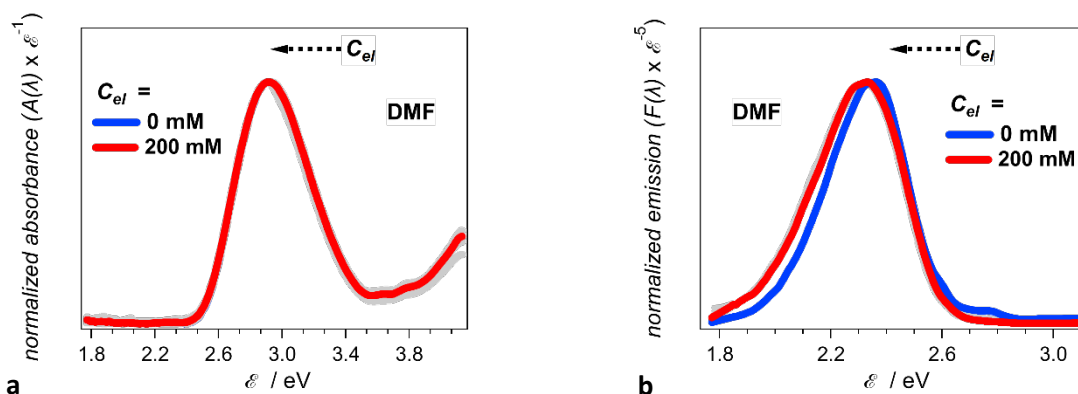 normalized absorbance (A(λ) x ℰ⁻¹)
C_el
C_el =
0 mM
200 mM
DMF
1.8 2.2 2.6 3.0 3.4 3.8
ℰ / eV
a
normalized emission (F(λ) x ℰ⁻⁵)
C_el
DMF
C_el =
0 mM
200 mM
1.8 2.2 2.6 3.0
ℰ / eV
b